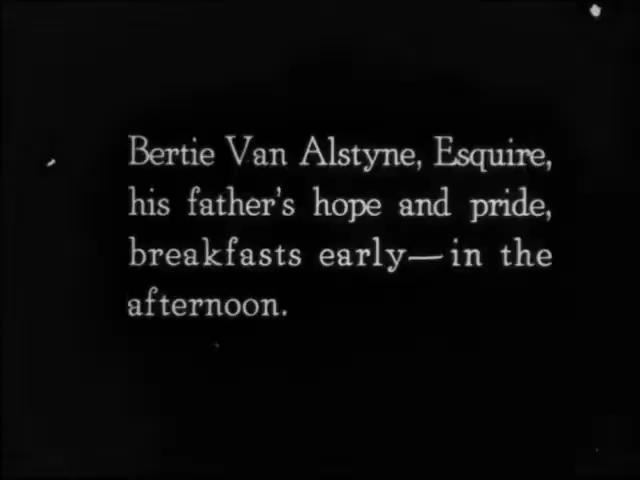 Bertie Van Alstyne, Esquire,
his father's hope and pride,
breakfasts early—in the
afternoon.